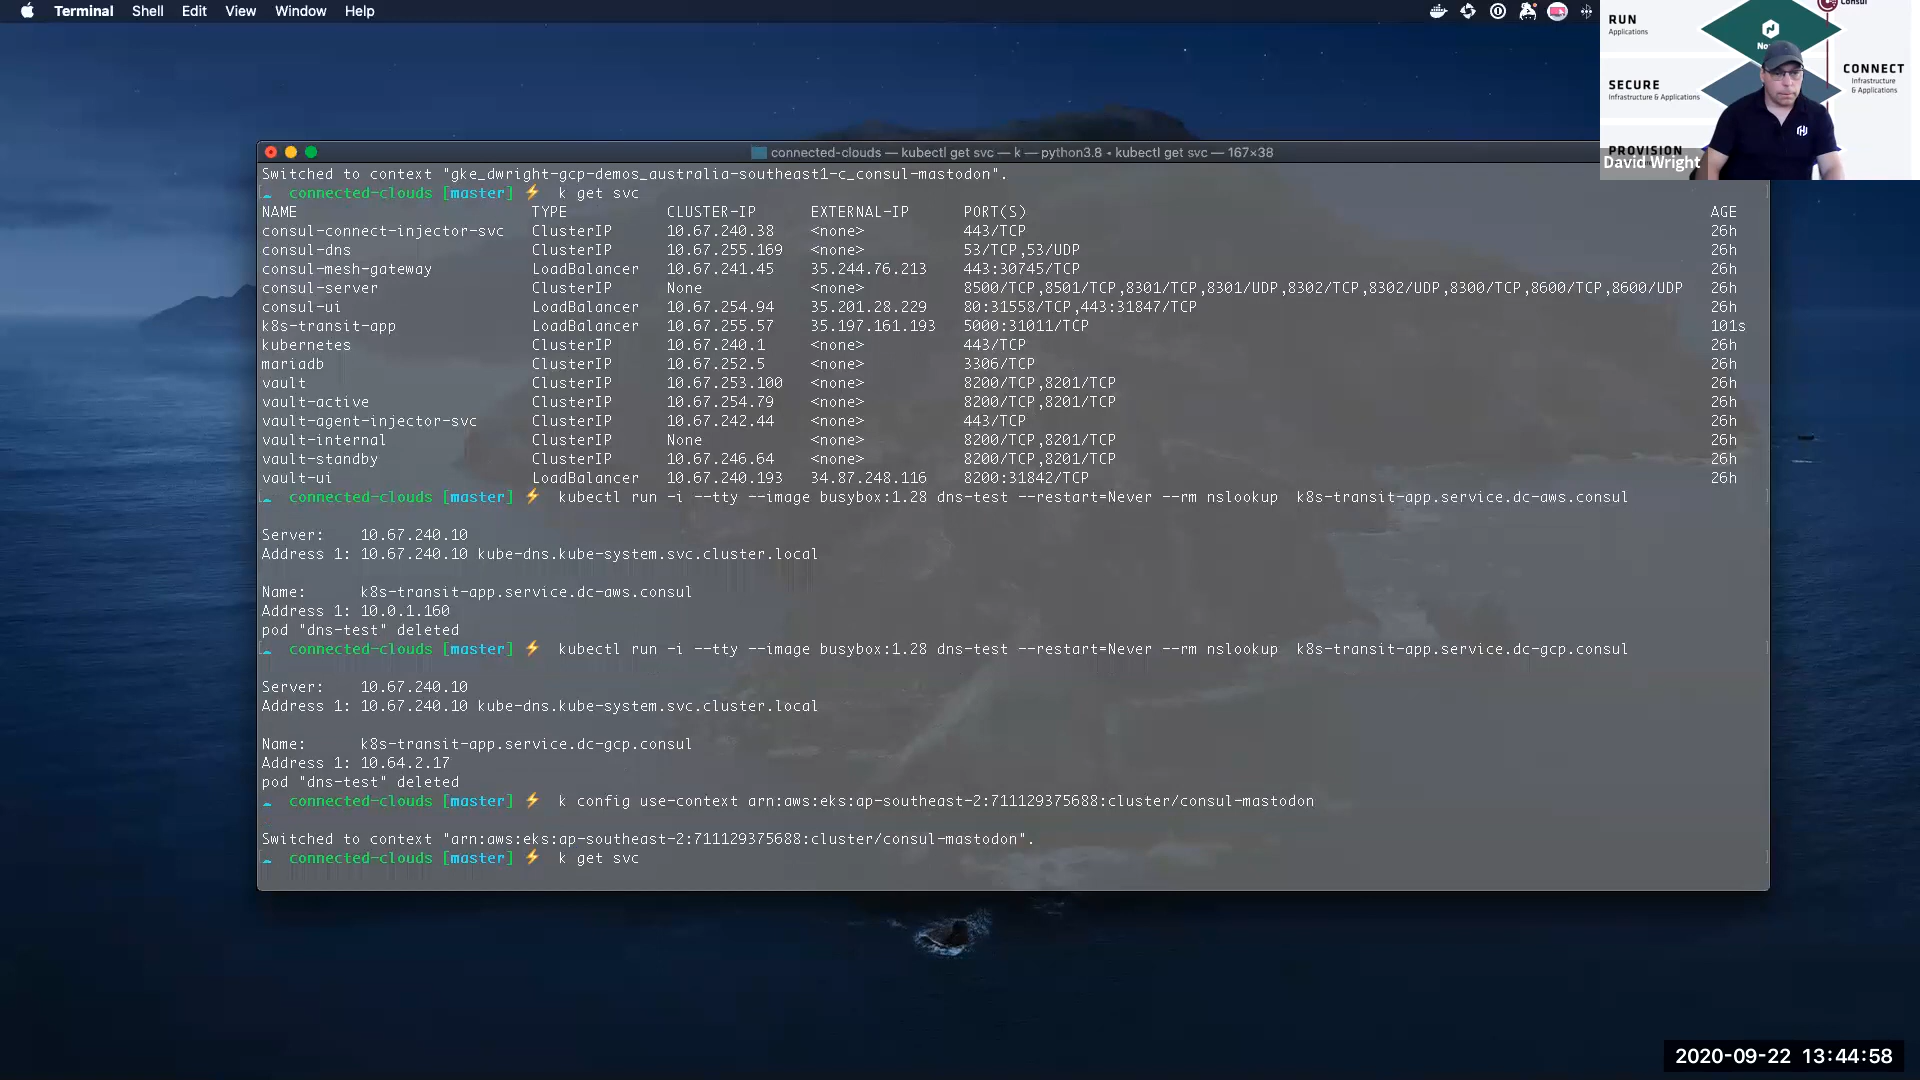 Terminal Shell Edit View Window Help
RUN
Applications
Consul
SECURE
Infrastructure & Applications
CONNECT
Infrastructure
& Applications
PROVISION
David Wright
connected-clouds — kubectl get svc — k — python3.8 • kubectl get svc — 167×38
Switched to context "gke_dwright-gcp-demos_australia-southeast1-c_consul-mastodon".
connected-clouds [master] ⚡ k get svc
NAME TYPE CLUSTER-IP EXTERNAL-IP PORT(S) AGE
consul-connect-injector-svc ClusterIP 10.67.240.38 <none> 443/TCP 26h
consul-dns ClusterIP 10.67.255.169 <none> 53/TCP,53/UDP 26h
consul-mesh-gateway LoadBalancer 10.67.241.45 35.244.76.213 443:30745/TCP 26h
consul-server ClusterIP None <none> 8500/TCP,8501/TCP,8301/TCP,8301/UDP,8302/TCP,8302/UDP,8300/TCP,8600/TCP,8600/UDP 26h
consul-ui LoadBalancer 10.67.254.94 35.201.28.229 80:31558/TCP,443:31847/TCP 26h
k8s-transit-app LoadBalancer 10.67.255.57 35.197.161.193 5000:31011/TCP 101s
kubernetes ClusterIP 10.67.240.1 <none> 443/TCP 26h
mariadb ClusterIP 10.67.252.5 <none> 3306/TCP 26h
vault ClusterIP 10.67.253.100 <none> 8200/TCP,8201/TCP 26h
vault-active ClusterIP 10.67.254.79 <none> 8200/TCP,8201/TCP 26h
vault-agent-injector-svc ClusterIP 10.67.242.44 <none> 443/TCP 26h
vault-internal ClusterIP None <none> 8200/TCP,8201/TCP 26h
vault-standby ClusterIP 10.67.246.64 <none> 8200/TCP,8201/TCP 26h
vault-ui LoadBalancer 10.67.240.193 34.87.248.116 8200:31842/TCP 26h
connected-clouds [master] ⚡ kubectl run -i --tty --image busybox:1.28 dns-test --restart=Never --rm nslookup k8s-transit-app.service.dc-aws.consul
Server: 10.67.240.10
Address 1: 10.67.240.10 kube-dns.kube-system.svc.cluster.local
Name: k8s-transit-app.service.dc-aws.consul
Address 1: 10.0.1.160
pod "dns-test" deleted
connected-clouds [master] ⚡ kubectl run -i --tty --image busybox:1.28 dns-test --restart=Never --rm nslookup k8s-transit-app.service.dc-gcp.consul
Server: 10.67.240.10
Address 1: 10.67.240.10 kube-dns.kube-system.svc.cluster.local
Name: k8s-transit-app.service.dc-gcp.consul
Address 1: 10.64.2.17
pod "dns-test" deleted
connected-clouds [master] ⚡ k config use-context arn:aws:eks:ap-southeast-2:711129375688:cluster/consul-mastodon
Switched to context "arn:aws:eks:ap-southeast-2:711129375688:cluster/consul-mastodon".
connected-clouds [master] ⚡ k get svc
2020-09-22 13:44:58